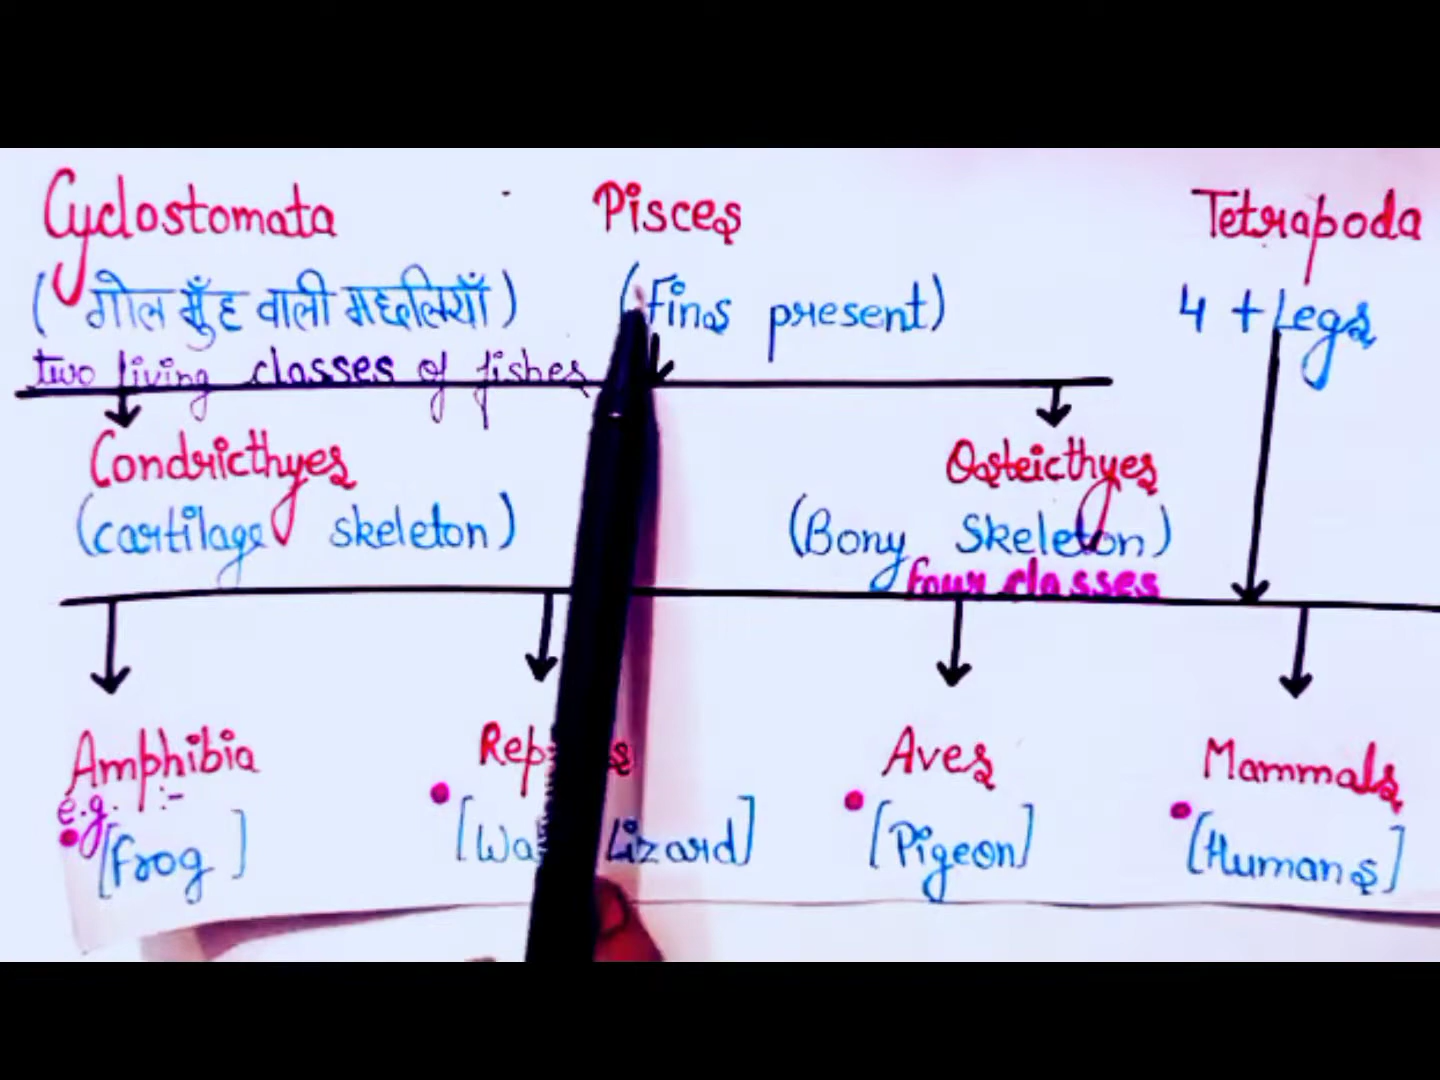 Cyclostomata Pisces Tetrapoda
(गोल मुँह वाली मछलियाँ) (Fins present) 4 + Legs
two living classes of fishes
Condricthyes Osteicthyes
(cartilage skeleton) (Bony Skeleton)
four classes
Amphibia Aves Mammals
e.g. :-
[Frog] Lizard] [Pigeon] [Humans]